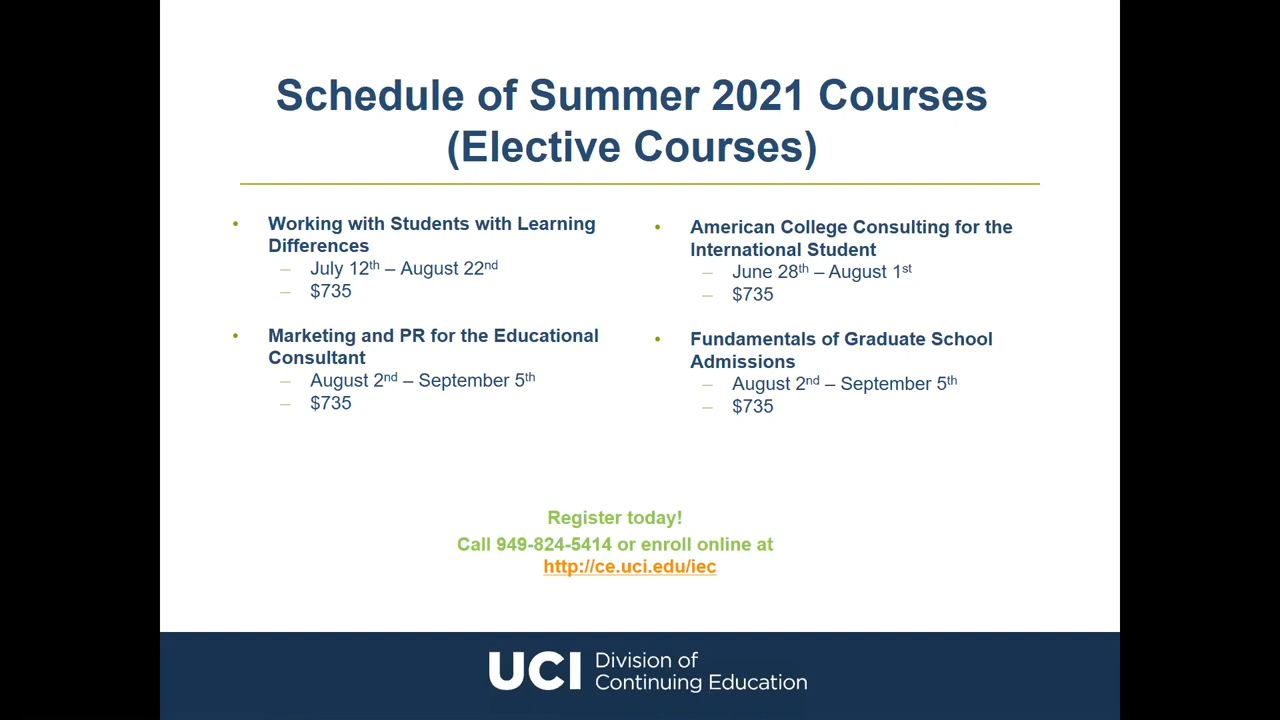 Schedule of Summer 2021 Courses
(Elective Courses)
• Working with Students with Learning
Differences
– July 12th – August 22nd
– $735
• Marketing and PR for the Educational
Consultant
– August 2nd – September 5th
– $735
• American College Consulting for the
International Student
– June 28th – August 1st
– $735
• Fundamentals of Graduate School
Admissions
– August 2nd – September 5th
– $735
Register today!
Call 949-824-5414 or enroll online at
http://ce.uci.edu/iec
UCI Division of
Continuing Education